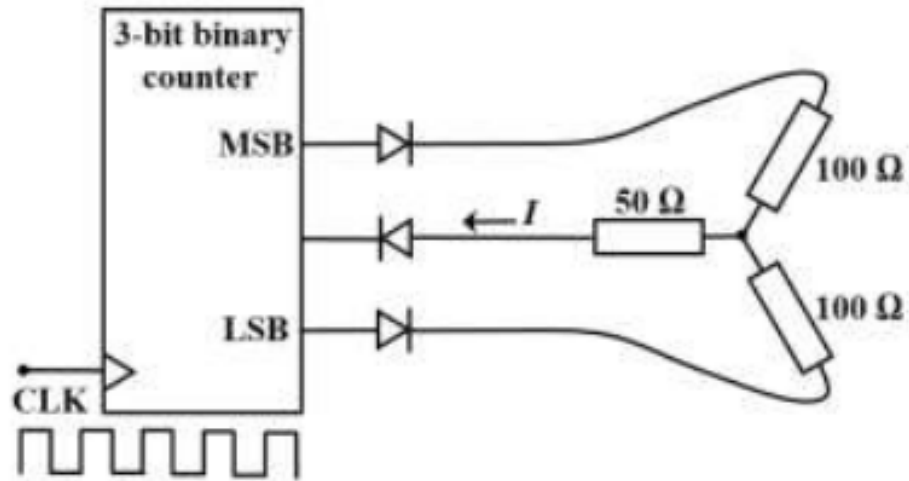 3-bit binary
counter
MSB
100 Ω
50 Ω
I
100 Ω
LSB
CLK